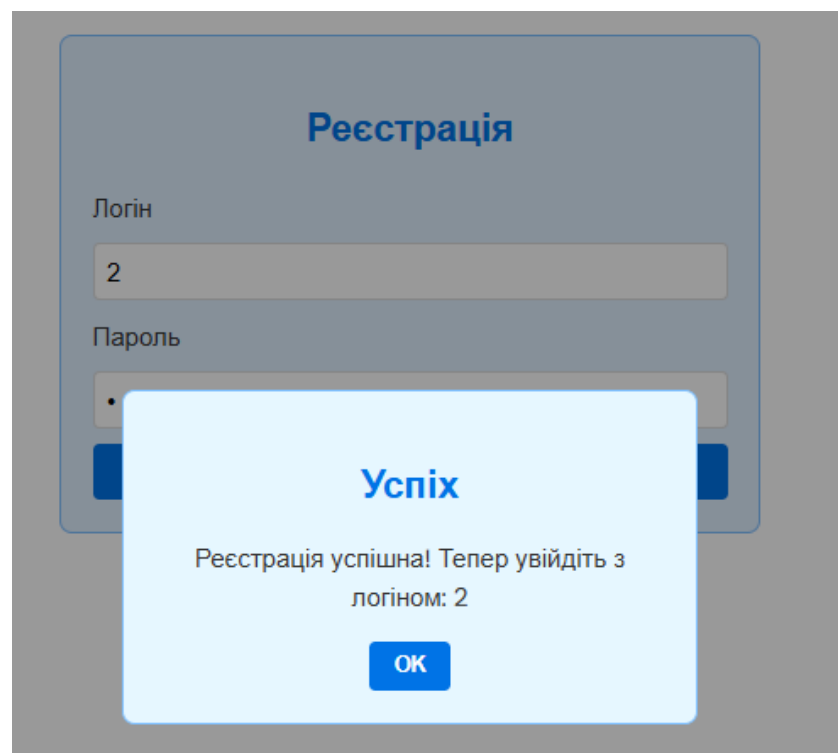 Реєстрація
Логін
2
Пароль
•
Успіх
Реєстрація успішна! Тепер увійдіть з
логіном: 2
OK